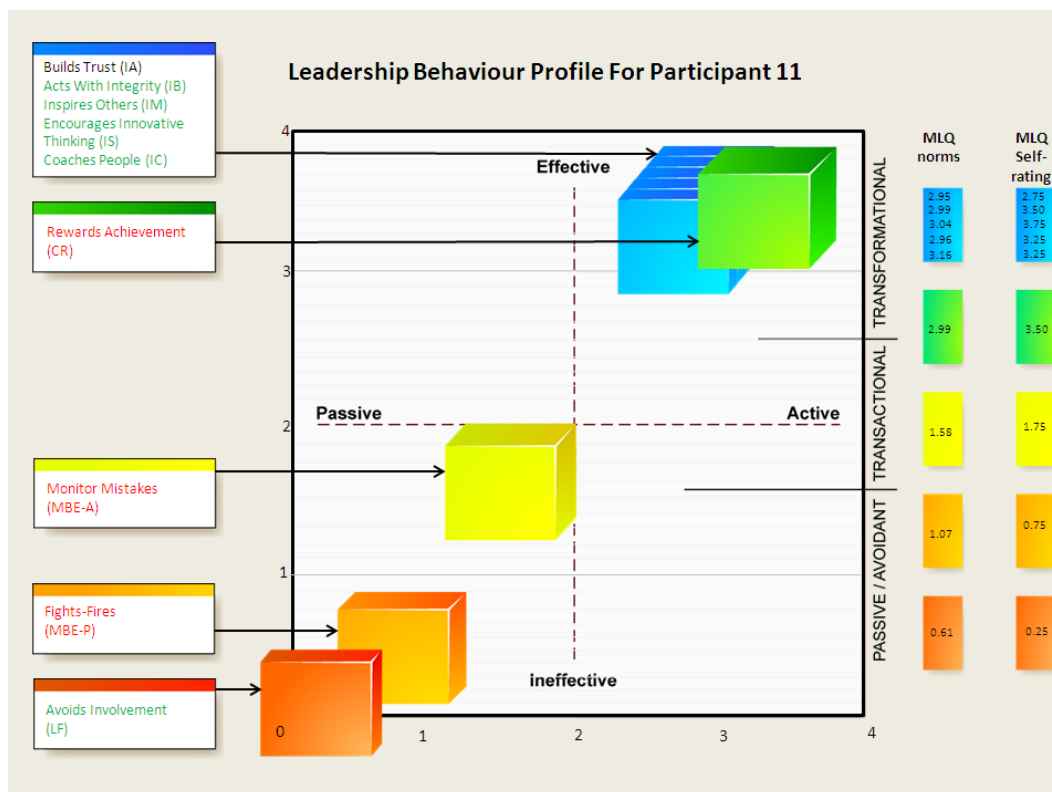 Leadership Behaviour Profile For Participant 11
Builds Trust (IA)
Acts With Integrity (IB)
Inspires Others (IM)
Encourages Innovative
Thinking (IS)
Coaches People (IC)
Rewards Achievement
(CR)
Monitor Mistakes
(MBE-A)
Fights-Fires
(MBE-P)
Avoids Involvement
(LF)
4
3
2
1
0
1
2
3
4
Effective
Passive
Active
ineffective
TRANSFORMATIONAL
TRANSACTIONAL
PASSIVE / AVOIDANT
MLQ
norms
2.95
2.99
3.04
2.96
3.16
2.99
1.58
1.07
0.61
MLQ
Self-
rating
2.75
3.50
3.75
3.25
3.25
3.50
1.75
0.75
0.25